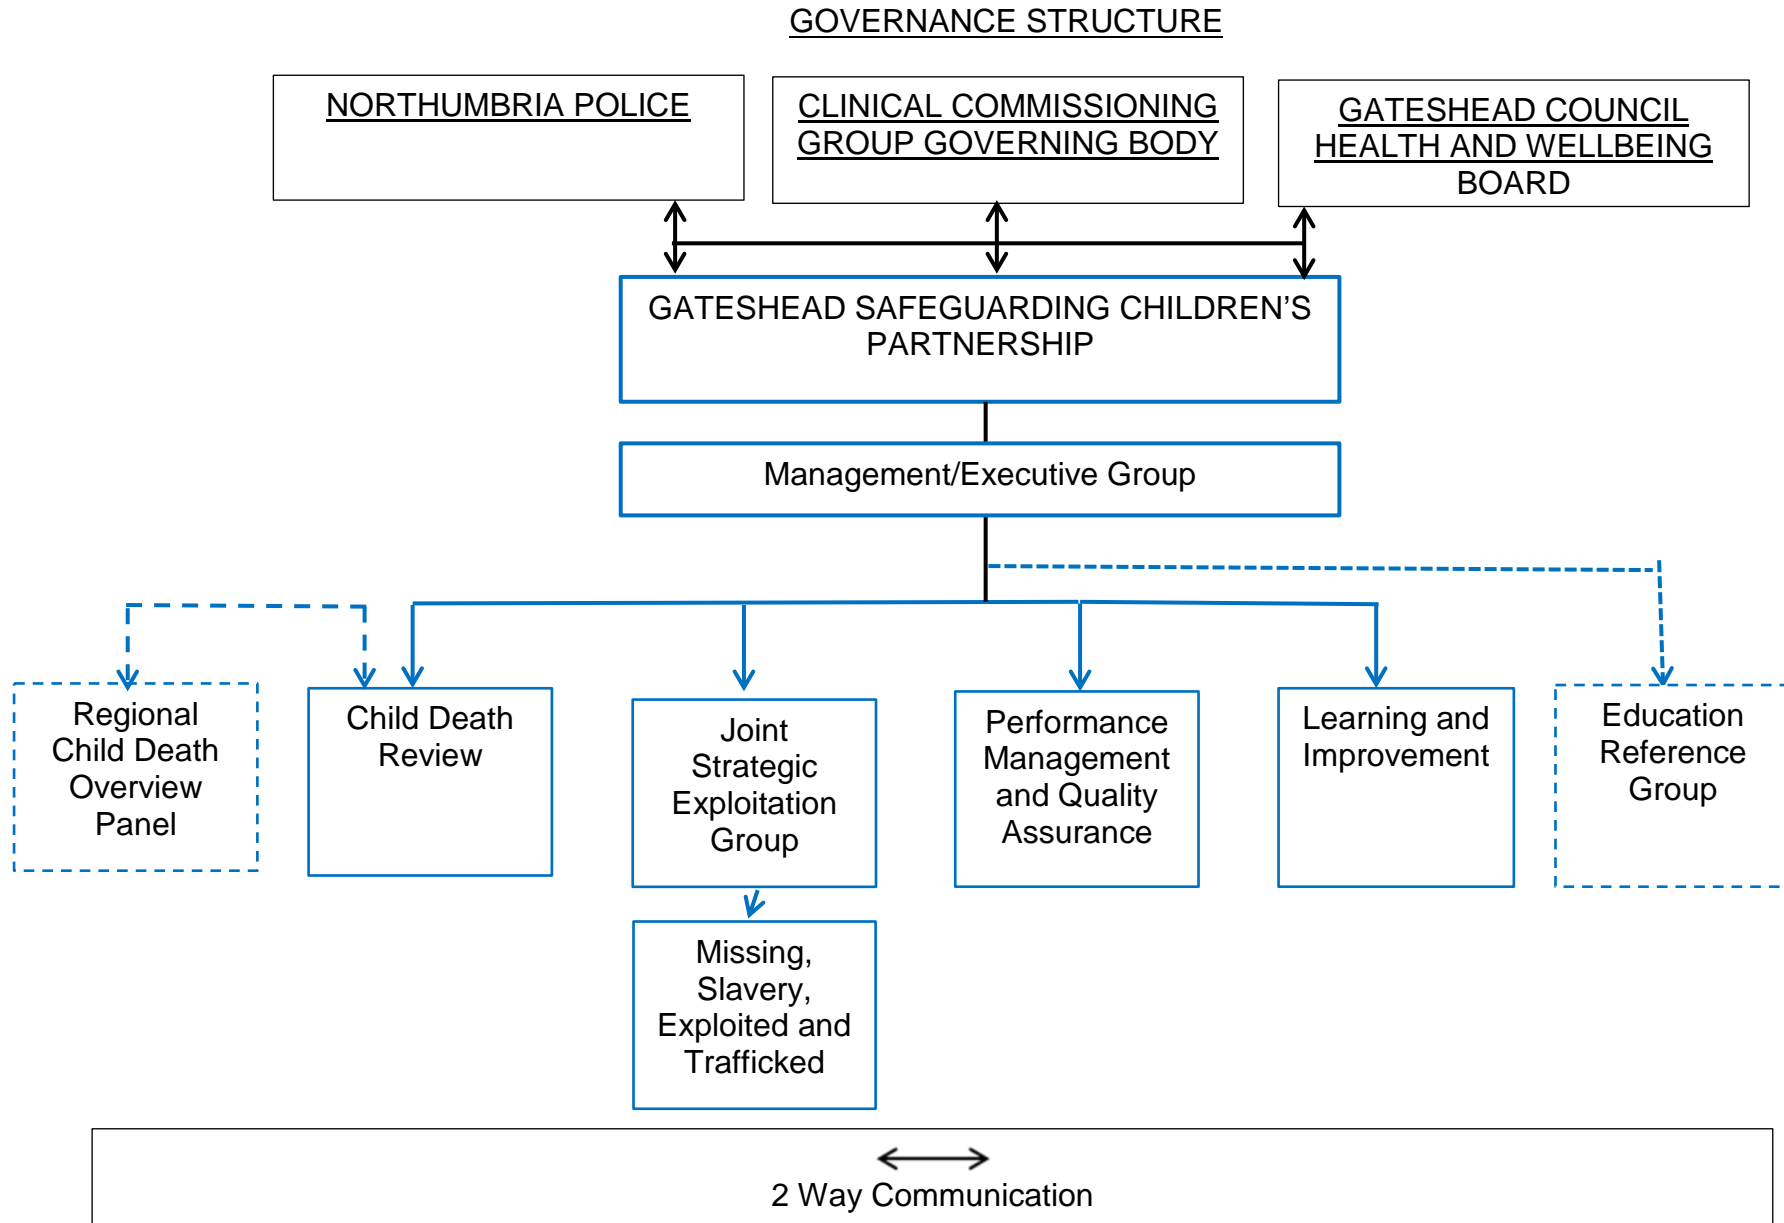 GOVERNANCE STRUCTURE
NORTHUMBRIA POLICE
CLINICAL COMMISSIONING
GROUP GOVERNING BODY
GATESHEAD COUNCIL
HEALTH AND WELLBEING
BOARD
GATESHEAD SAFEGUARDING CHILDREN’S
PARTNERSHIP
Management/Executive Group
Regional
Child Death
Overview
Panel
Child Death
Review
Joint
Strategic
Exploitation
Group
Performance
Management
and Quality
Assurance
Learning and
Improvement
Education
Reference
Group
Missing,
Slavery,
Exploited and
Trafficked
2 Way Communication